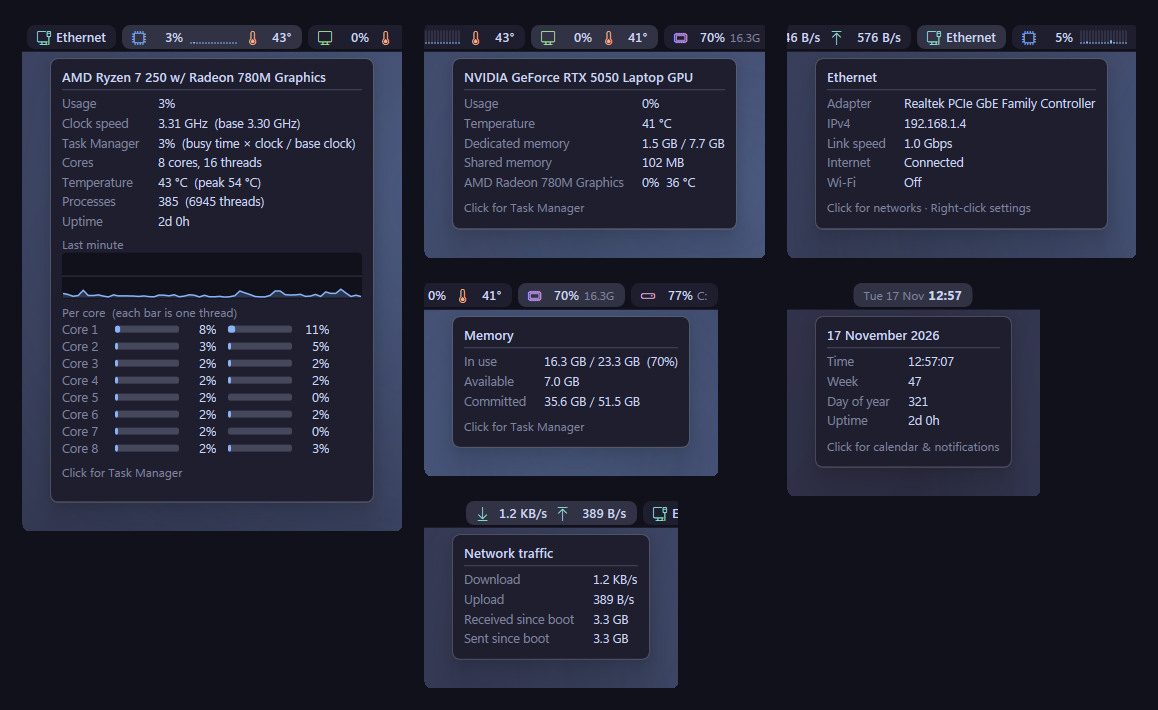 Ethernet 3% 43° 0%
AMD Ryzen 7 250 w/ Radeon 780M Graphics
Usage 3%
Clock speed 3.31 GHz (base 3.30 GHz)
Task Manager 3% (busy time × clock / base clock)
Cores 8 cores, 16 threads
Temperature 43 °C (peak 54 °C)
Processes 385 (6945 threads)
Uptime 2d 0h
Last minute
Per core (each bar is one thread)
Core 1 8% 11%
Core 2 3% 5%
Core 3 2% 2%
Core 4 2% 2%
Core 5 2% 0%
Core 6 2% 2%
Core 7 2% 0%
Core 8 2% 3%
Click for Task Manager
43° 0% 41° 70% 16.3G
NVIDIA GeForce RTX 5050 Laptop GPU
Usage 0%
Temperature 41 °C
Dedicated memory 1.5 GB / 7.7 GB
Shared memory 102 MB
AMD Radeon 780M Graphics 0% 36 °C
Click for Task Manager
0% 41° 70% 16.3G 77% C:
Memory
In use 16.3 GB / 23.3 GB (70%)
Available 7.0 GB
Committed 35.6 GB / 51.5 GB
Click for Task Manager
1.2 KB/s 389 B/s E
Network traffic
Download 1.2 KB/s
Upload 389 B/s
Received since boot 3.3 GB
Sent since boot 3.3 GB
46 B/s 576 B/s Ethernet 5%
Ethernet
Adapter Realtek PCIe GbE Family Controller
IPv4 192.168.1.4
Link speed 1.0 Gbps
Internet Connected
Wi-Fi Off
Click for networks · Right-click settings
Tue 17 Nov 12:57
17 November 2026
Time 12:57:07
Week 47
Day of year 321
Uptime 2d 0h
Click for calendar & notifications